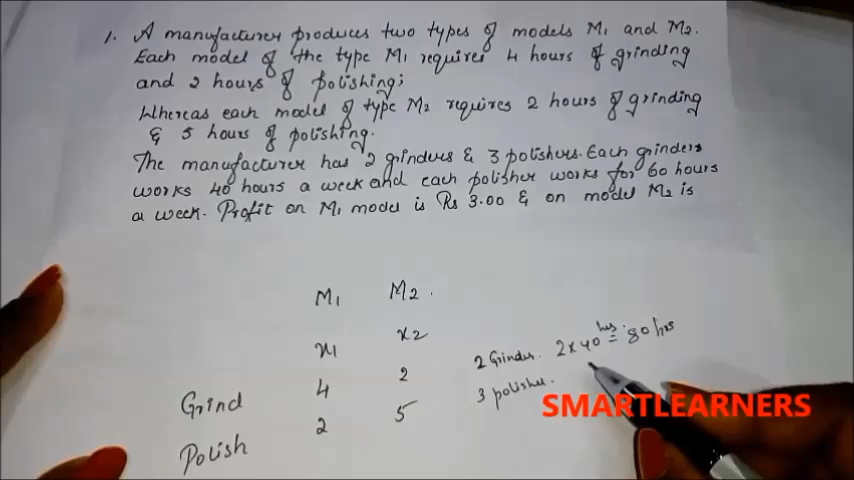 1. A manufacturer produces two types of models M1 and M2.
Each model of the type M1 requires 4 hours of grinding
and 2 hours of polishing;
Whereas each model of type M2 requires 2 hours of grinding
& 5 hours of polishing.
The manufacturer has 2 grinders & 3 polishers. Each grinders
works 40 hours a week and each polisher works for 60 hours
a week. Profit on M1 model is Rs 3.00 & on model M2 is
M1 M2.
x1 x2
Grind 4 2
Polish 2 5
2 Grinder. 2 x 40 hrs = 80 hrs
3 polisher.
SMARTLEARNERS